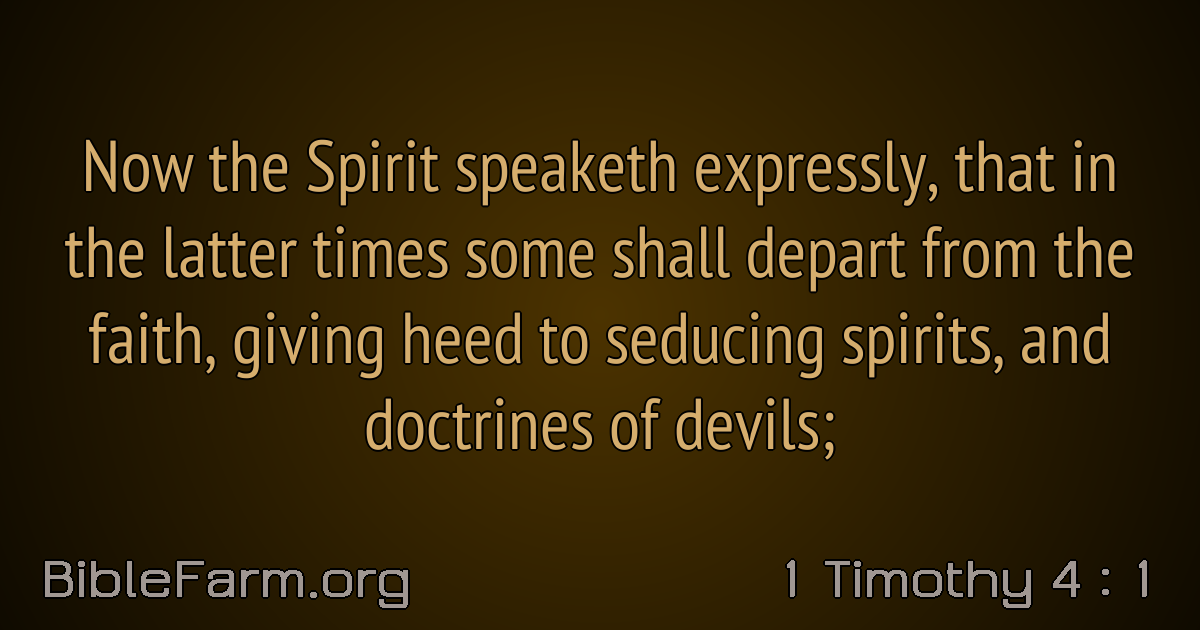 Now the Spirit speaketh expressly, that in
the latter times some shall depart from the
faith, giving heed to seducing spirits, and
doctrines of devils;
BibleFarm.org
1 Timothy 4 : 1